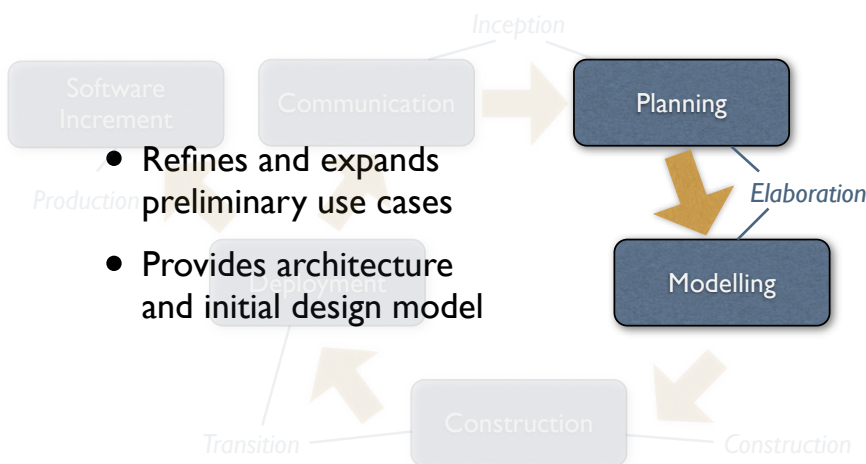 Inception
Software
Increment
Communication
Planning
• Refines and expands
preliminary use cases
Production
Elaboration
• Provides architecture
and initial design model
Deployment
Modelling
Construction
Transition
Construction